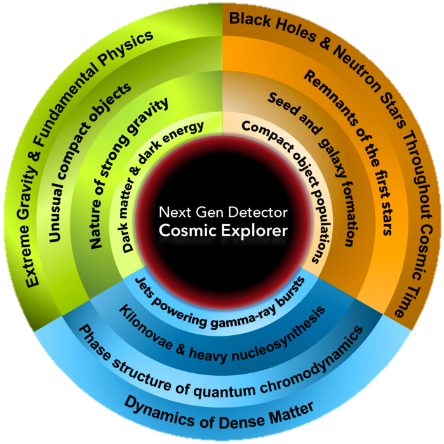 Extreme Gravity & Fundamental Physics
Unusual compact objects
Nature of strong gravity
Dark matter & dark energy
Black Holes & Neutron Stars Throughout Cosmic Time
Remnants of the first stars
Seed and galaxy formation
Compact object populations
Next Gen Detector
Cosmic Explorer
Jets powering gamma-ray bursts
Kilonovae & heavy nucleosynthesis
Phase structure of quantum chromodynamics
Dynamics of Dense Matter